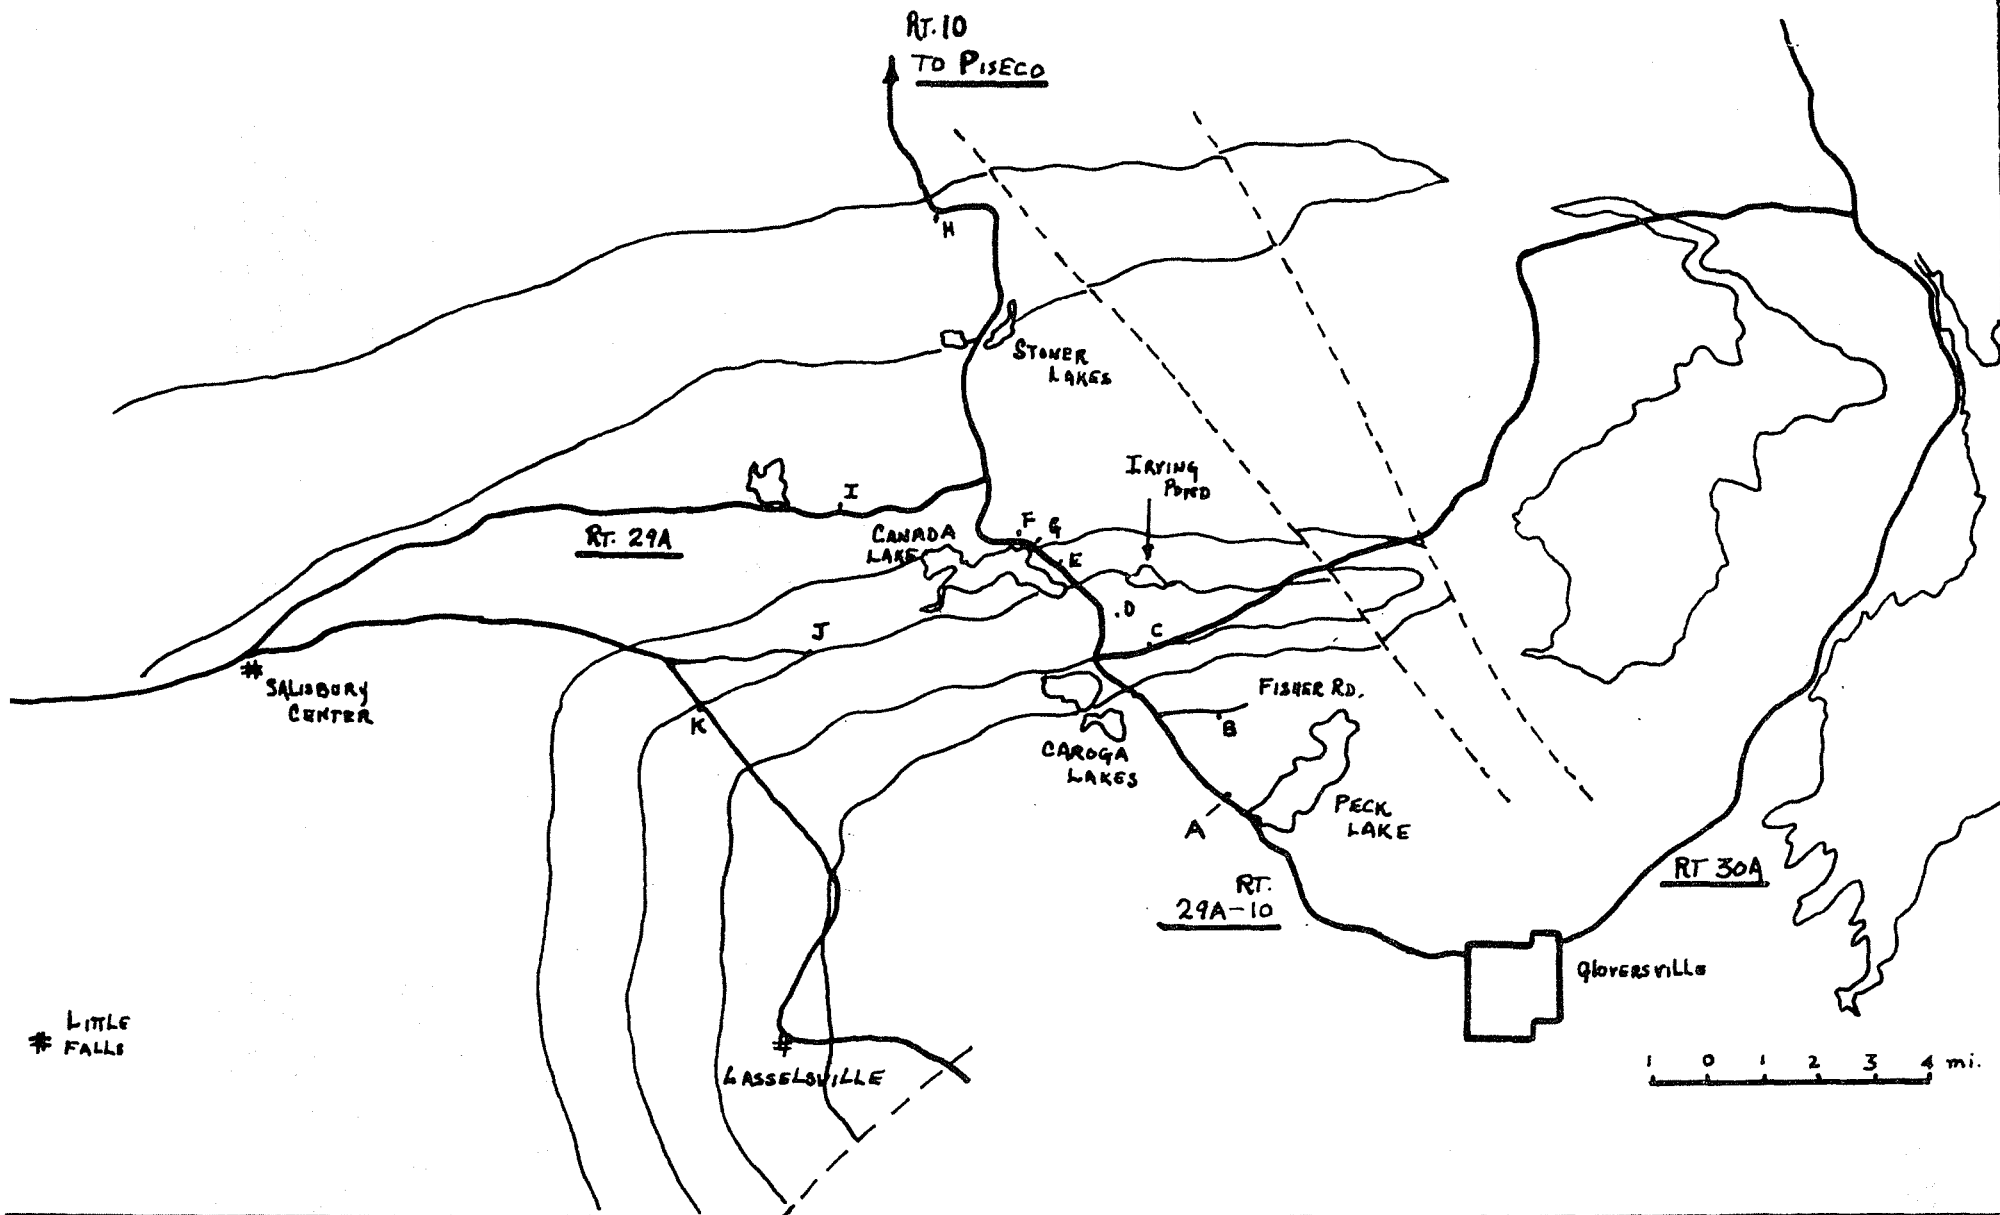 RT. 10
TO PISECO
H
STONER
LAKES
IRVING
POND
I
RT. 29A
CANADA
LAKE
F
G
E
D
C
J
SALISBURY
CENTER
K
FISHER RD.
B
CAROGA
LAKES
PECK
LAKE
A
RT 30A
RT.
29A-10
GLOVERSVILLE
LITTLE
FALLS
LASSELSVILLE
1 0 1 2 3 4 mi.